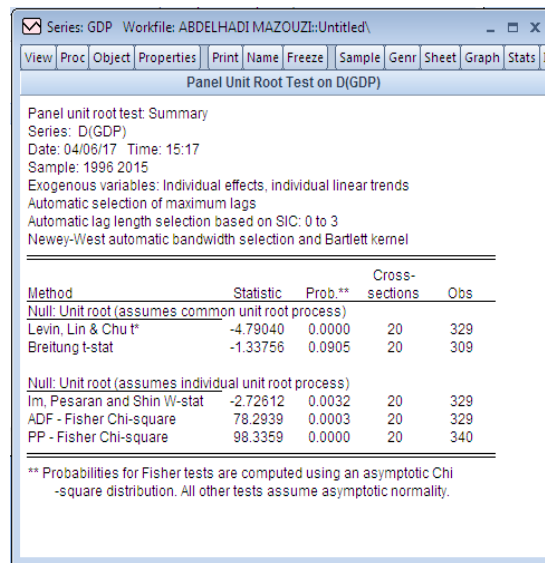 Series: GDP Workfile: ABDELHADI MAZOUZI::Untitled\
View Proc Object Properties Print Name Freeze Sample Genr Sheet Graph Stats
Panel Unit Root Test on D(GDP)
Panel unit root test: Summary
Series: D(GDP)
Date: 04/06/17 Time: 15:17
Sample: 1996 2015
Exogenous variables: Individual effects, individual linear trends
Automatic selection of maximum lags
Automatic lag length selection based on SIC: 0 to 3
Newey-West automatic bandwidth selection and Bartlett kernel
Cross-
Method Statistic Prob.** sections Obs
Null: Unit root (assumes common unit root process)
Levin, Lin & Chu t* -4.79040 0.0000 20 329
Breitung t-stat -1.33756 0.0905 20 309
Null: Unit root (assumes individual unit root process)
Im, Pesaran and Shin W-stat -2.72612 0.0032 20 329
ADF - Fisher Chi-square 78.2939 0.0003 20 329
PP - Fisher Chi-square 98.3359 0.0000 20 340
** Probabilities for Fisher tests are computed using an asymptotic Chi
-square distribution. All other tests assume asymptotic normality.